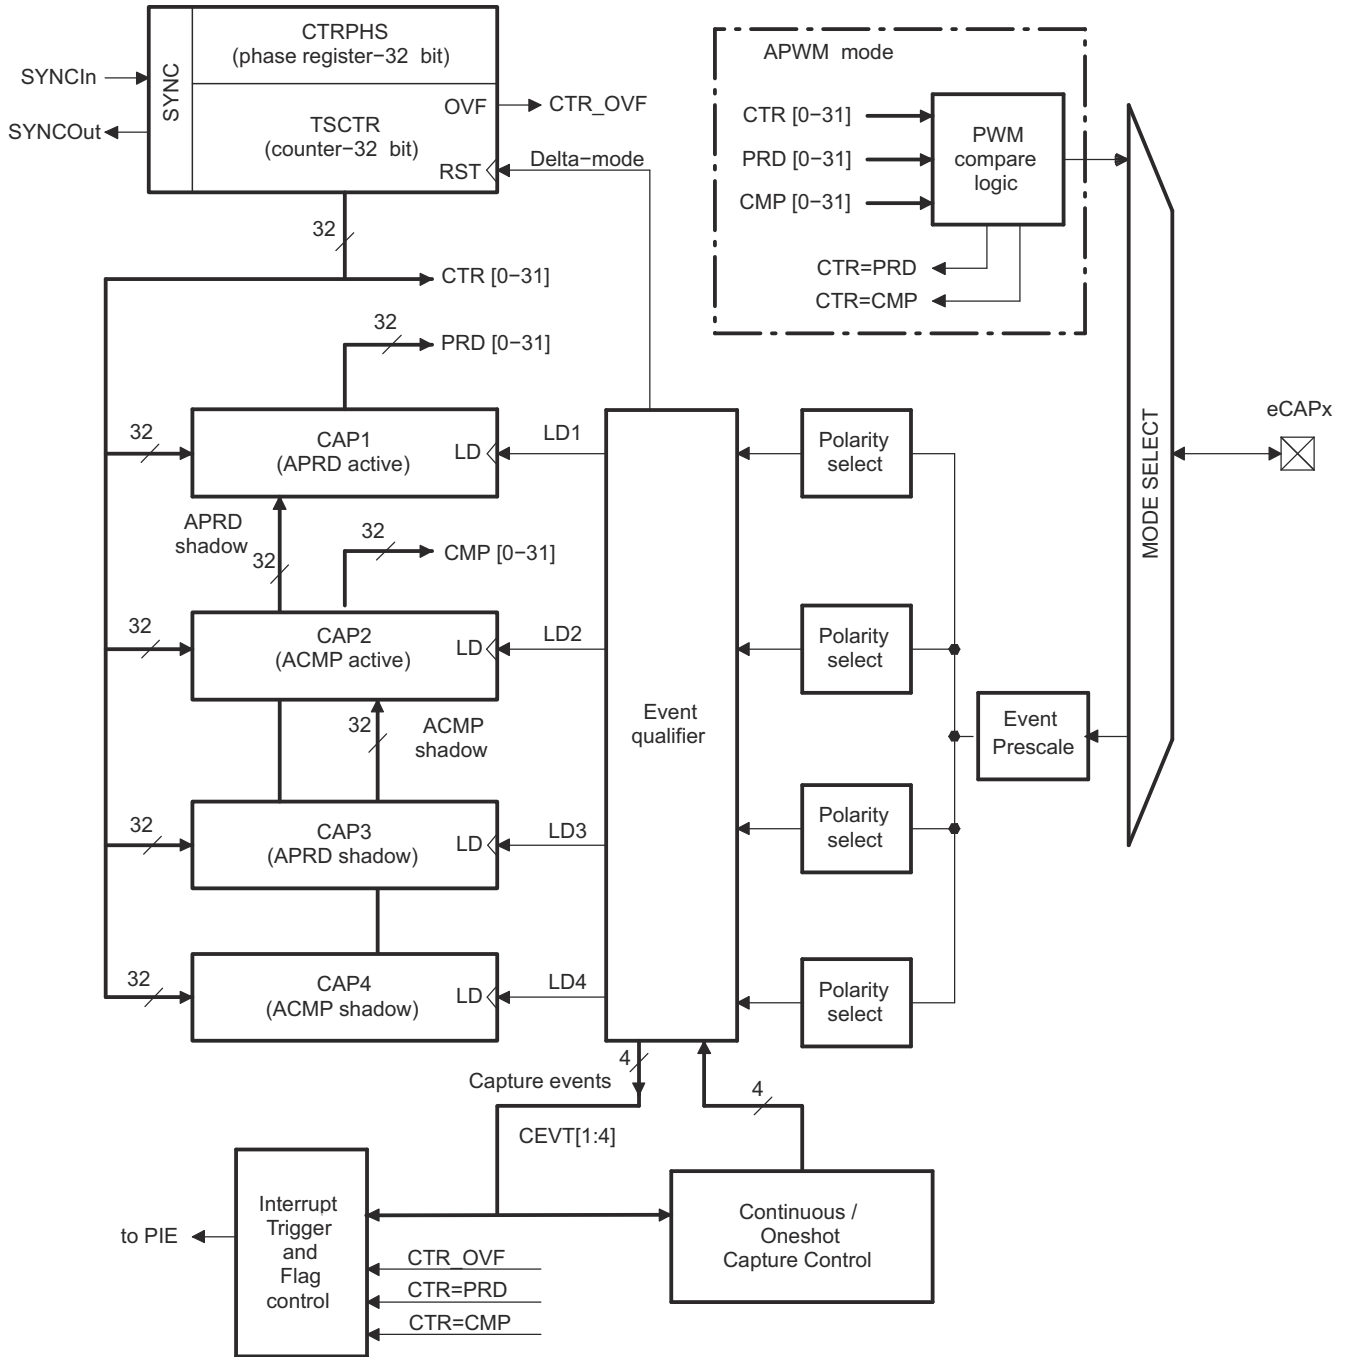 CTRPHS
(phase register−32 bit)
SYNCIn
SYNC
SYNCOut
OVF
CTR_OVF
TSCTR
(counter−32 bit)
RST
Delta−mode
32
CTR [0−31]
32
PRD [0−31]
APWM mode
CTR [0−31]
PRD [0−31]
CMP [0−31]
PWM
compare
logic
CTR=PRD
CTR=CMP
32
CAP1
(APRD active)
LD
LD1
Polarity
select
APRD
shadow
32
32
CMP [0−31]
32
CAP2
(ACMP active)
LD
LD2
Polarity
select
32
ACMP
shadow
Event
qualifier
Event
Prescale
MODE SELECT
eCAPx
32
CAP3
(APRD shadow)
LD
LD3
Polarity
select
32
CAP4
(ACMP shadow)
LD
LD4
Polarity
select
4
Capture events
CEVT[1:4]
4
Interrupt
Trigger
and
Flag
control
to PIE
CTR_OVF
CTR=PRD
CTR=CMP
Continuous /
Oneshot
Capture Control